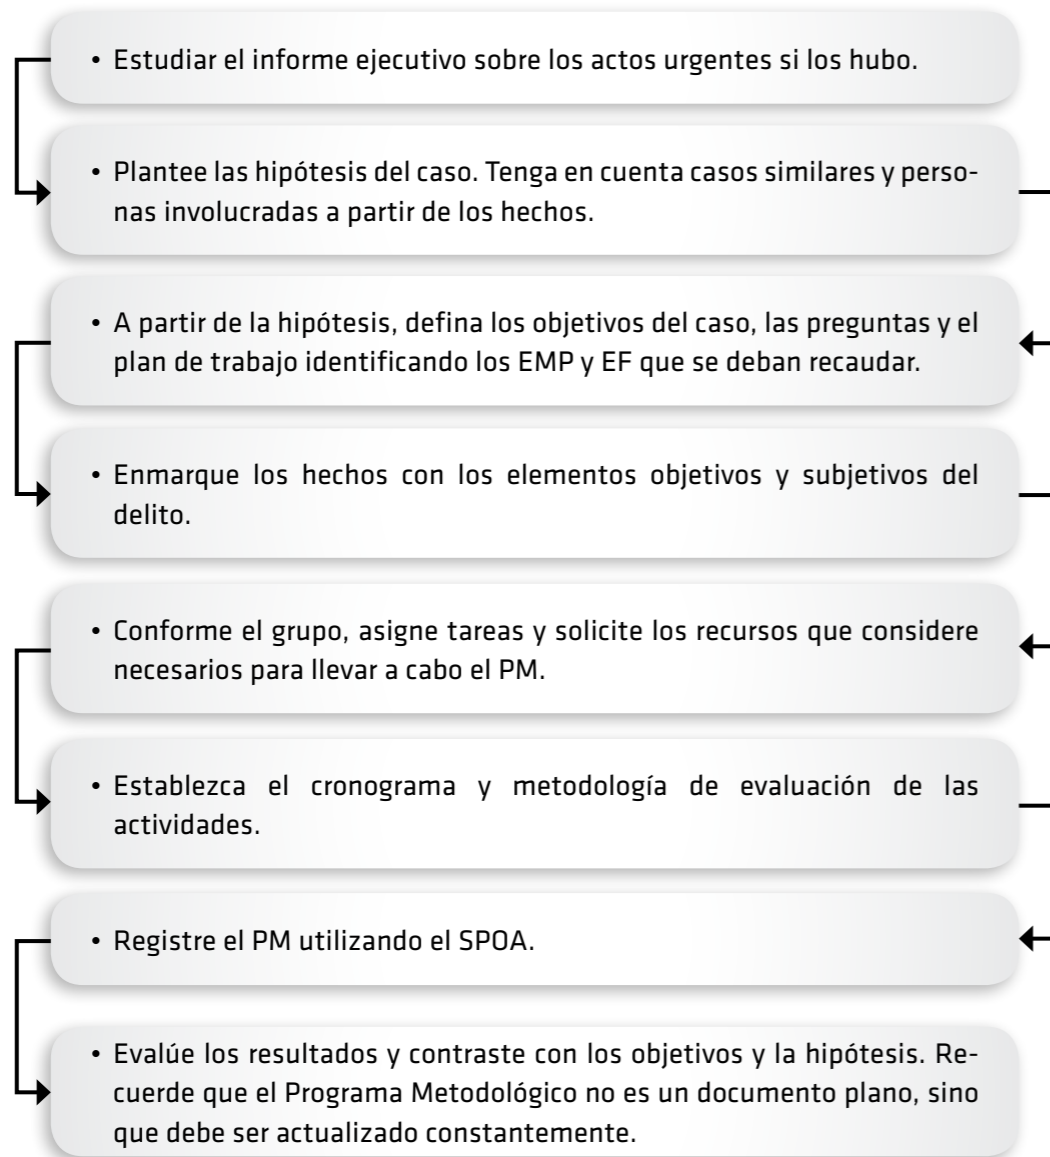 • Estudiar el informe ejecutivo sobre los actos urgentes si los hubo.
• Plantee las hipótesis del caso. Tenga en cuenta casos similares y perso-
nas involucradas a partir de los hechos.
• A partir de la hipótesis, defina los objetivos del caso, las preguntas y el
plan de trabajo identificando los EMP y EF que se deban recaudar.
• Enmarque los hechos con los elementos objetivos y subjetivos del
delito.
• Conforme el grupo, asigne tareas y solicite los recursos que considere
necesarios para llevar a cabo el PM.
• Establezca el cronograma y metodología de evaluación de las
actividades.
• Registre el PM utilizando el SPOA.
• Evalúe los resultados y contraste con los objetivos y la hipótesis. Re-
cuerde que el Programa Metodológico no es un documento plano, sino
que debe ser actualizado constantemente.